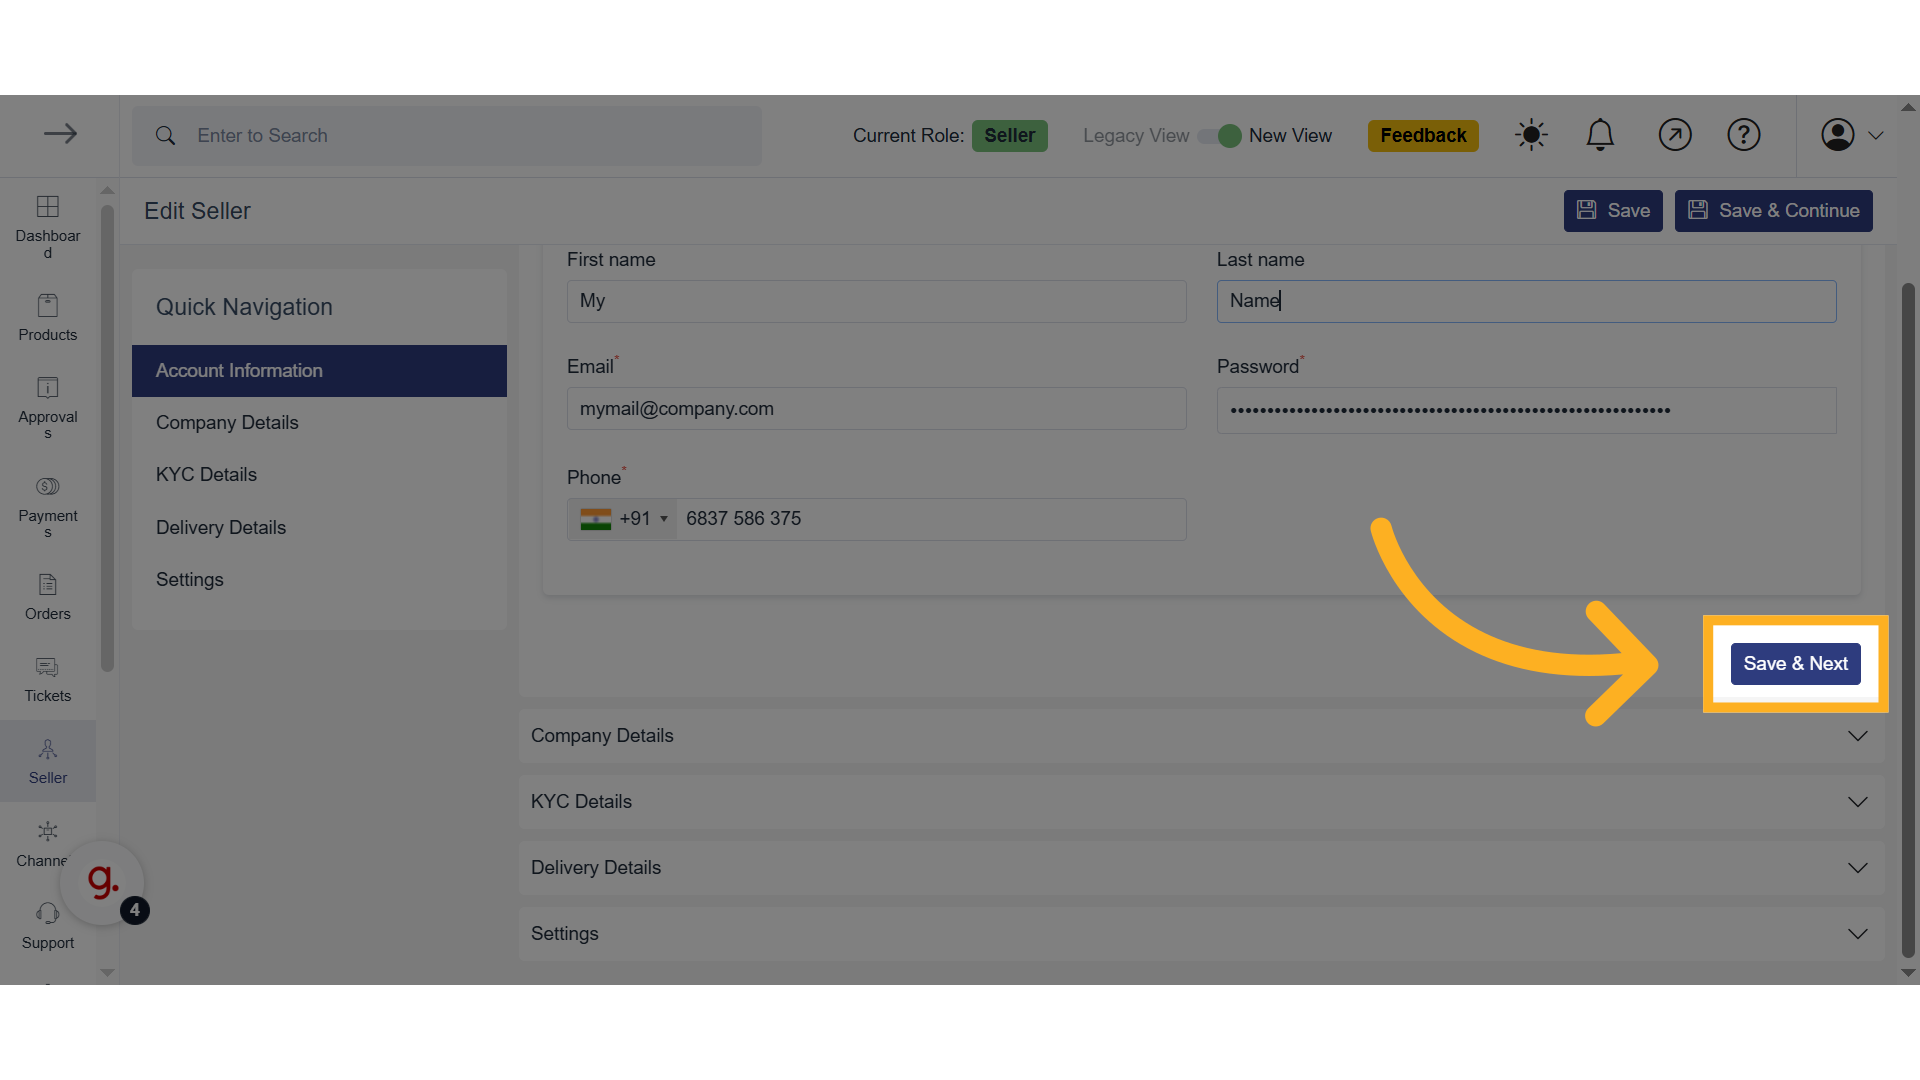 Enter to Search
Current Role: Seller
Legacy View New View
Feedback
Dashboar
d
Products
Approval
s
Payment
s
Orders
Tickets
Seller
Channe
g.
4
Support
Edit Seller
Save
Save & Continue
Quick Navigation
Account Information
Company Details
KYC Details
Delivery Details
Settings
First name
Last name
My
Name
Email*
Password*
mymail@company.com
Phone*
+91 6837 586 375
Save & Next
Company Details
KYC Details
Delivery Details
Settings